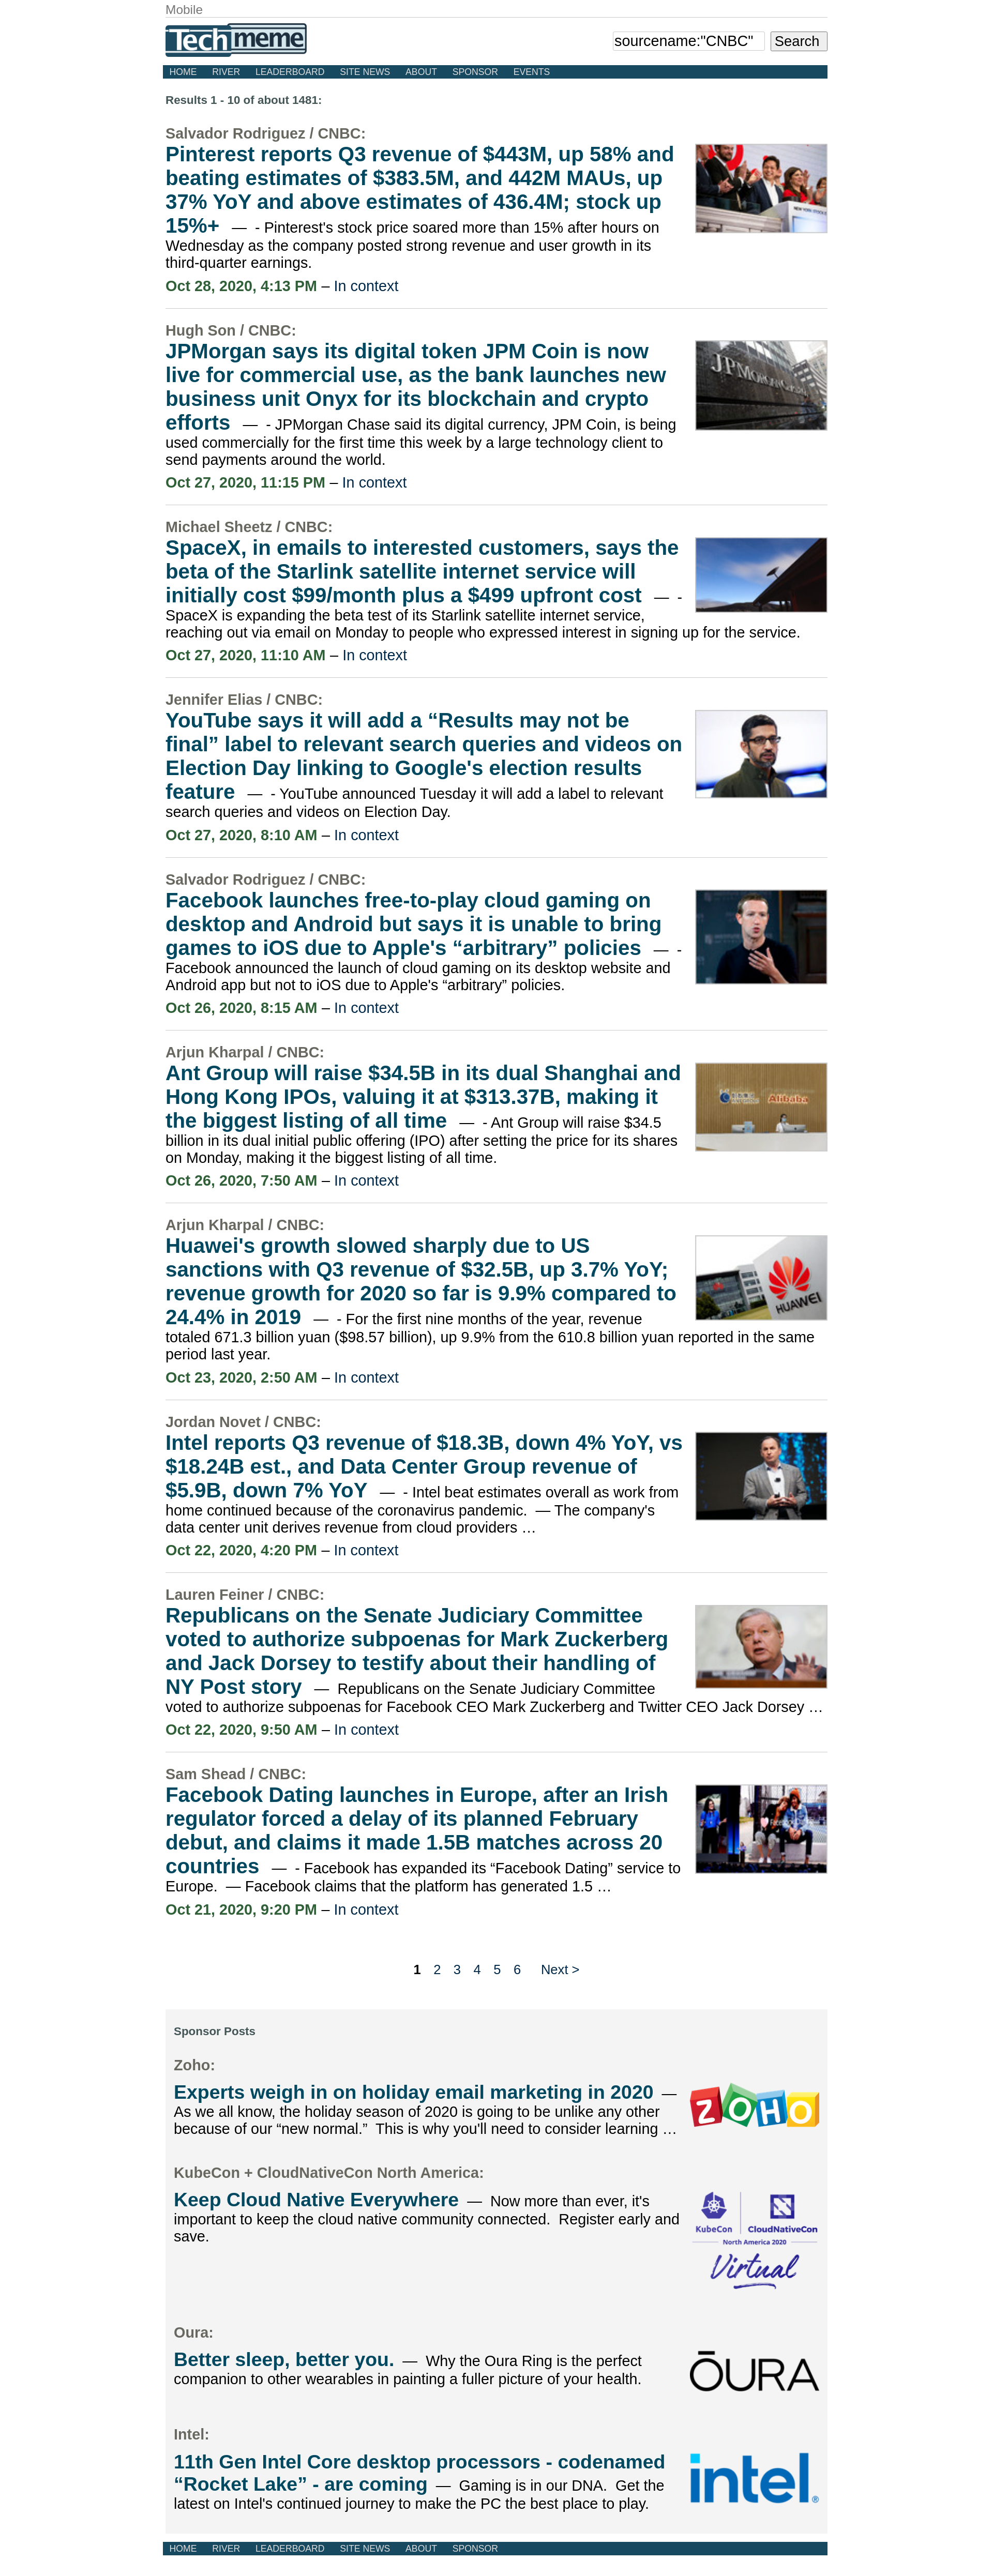 Mobile
Techmeme
sourcename:"CNBC"
Search
HOME RIVER LEADERBOARD SITE NEWS ABOUT SPONSOR EVENTS
Results 1 - 10 of about 1481:
Salvador Rodriguez / CNBC:
Pinterest reports Q3 revenue of $443M, up 58% and
beating estimates of $383.5M, and 442M MAUs, up
37% YoY and above estimates of 436.4M; stock up
15%+ — - Pinterest's stock price soared more than 15% after hours on
Wednesday as the company posted strong revenue and user growth in its
third-quarter earnings.
Oct 28, 2020, 4:13 PM – In context
Hugh Son / CNBC:
JPMorgan says its digital token JPM Coin is now
live for commercial use, as the bank launches new
business unit Onyx for its blockchain and crypto
efforts — - JPMorgan Chase said its digital currency, JPM Coin, is being
used commercially for the first time this week by a large technology client to
send payments around the world.
Oct 27, 2020, 11:15 PM – In context
Michael Sheetz / CNBC:
SpaceX, in emails to interested customers, says the
beta of the Starlink satellite internet service will
initially cost $99/month plus a $499 upfront cost — -
SpaceX is expanding the beta test of its Starlink satellite internet service,
reaching out via email on Monday to people who expressed interest in signing up for the service.
Oct 27, 2020, 11:10 AM – In context
Jennifer Elias / CNBC:
YouTube says it will add a “Results may not be
final” label to relevant search queries and videos on
Election Day linking to Google's election results
feature — - YouTube announced Tuesday it will add a label to relevant
search queries and videos on Election Day.
Oct 27, 2020, 8:10 AM – In context
Salvador Rodriguez / CNBC:
Facebook launches free-to-play cloud gaming on
desktop and Android but says it is unable to bring
games to iOS due to Apple's “arbitrary” policies — -
Facebook announced the launch of cloud gaming on its desktop website and
Android app but not to iOS due to Apple's “arbitrary” policies.
Oct 26, 2020, 8:15 AM – In context
Arjun Kharpal / CNBC:
Ant Group will raise $34.5B in its dual Shanghai and
Hong Kong IPOs, valuing it at $313.37B, making it
the biggest listing of all time — - Ant Group will raise $34.5
billion in its dual initial public offering (IPO) after setting the price for its shares
on Monday, making it the biggest listing of all time.
Oct 26, 2020, 7:50 AM – In context
Arjun Kharpal / CNBC:
Huawei's growth slowed sharply due to US
sanctions with Q3 revenue of $32.5B, up 3.7% YoY;
revenue growth for 2020 so far is 9.9% compared to
24.4% in 2019 — - For the first nine months of the year, revenue
totaled 671.3 billion yuan ($98.57 billion), up 9.9% from the 610.8 billion yuan reported in the same
period last year.
Oct 23, 2020, 2:50 AM – In context
Jordan Novet / CNBC:
Intel reports Q3 revenue of $18.3B, down 4% YoY, vs
$18.24B est., and Data Center Group revenue of
$5.9B, down 7% YoY — - Intel beat estimates overall as work from
home continued because of the coronavirus pandemic. — The company's
data center unit derives revenue from cloud providers …
Oct 22, 2020, 4:20 PM – In context
Lauren Feiner / CNBC:
Republicans on the Senate Judiciary Committee
voted to authorize subpoenas for Mark Zuckerberg
and Jack Dorsey to testify about their handling of
NY Post story — Republicans on the Senate Judiciary Committee
voted to authorize subpoenas for Facebook CEO Mark Zuckerberg and Twitter CEO Jack Dorsey …
Oct 22, 2020, 9:50 AM – In context
Sam Shead / CNBC:
Facebook Dating launches in Europe, after an Irish
regulator forced a delay of its planned February
debut, and claims it made 1.5B matches across 20
countries — - Facebook has expanded its “Facebook Dating” service to
Europe. — Facebook claims that the platform has generated 1.5 …
Oct 21, 2020, 9:20 PM – In context
JPMORGAN
Alibaba
HUAWEI
1 2 3 4 5 6 Next >
Sponsor Posts
Zoho:
Experts weigh in on holiday email marketing in 2020 —
As we all know, the holiday season of 2020 is going to be unlike any other
because of our “new normal.” This is why you'll need to consider learning …
ZOHO
KubeCon + CloudNativeCon North America:
Keep Cloud Native Everywhere — Now more than ever, it's
important to keep the cloud native community connected. Register early and
save.
KubeCon CloudNativeCon
North America 2020
Virtual
Oura:
Better sleep, better you. — Why the Oura Ring is the perfect
companion to other wearables in painting a fuller picture of your health.
ŌURA
Intel:
11th Gen Intel Core desktop processors - codenamed
“Rocket Lake” - are coming — Gaming is in our DNA. Get the
latest on Intel's continued journey to make the PC the best place to play.
intel®
HOME RIVER LEADERBOARD SITE NEWS ABOUT SPONSOR